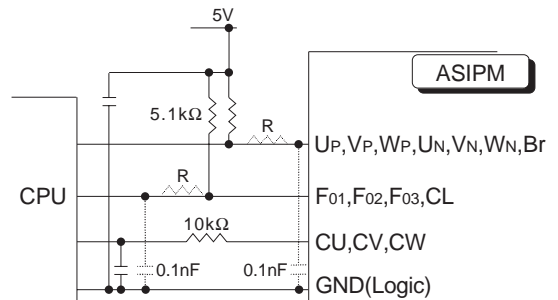 5V
ASIPM
5.1kΩ
R
UP,VP,WP,UN,VN,WN,Br
R
CPU
F01,F02,F03,CL
10kΩ
CU,CV,CW
0.1nF
0.1nF
GND(Logic)